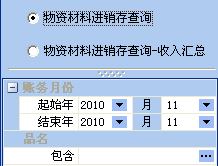 物资材料进销存查询
物资材料进销存查询-收入汇总
账务月份
起始年 2010 月 11
结束年 2010 月 11
品名
包含